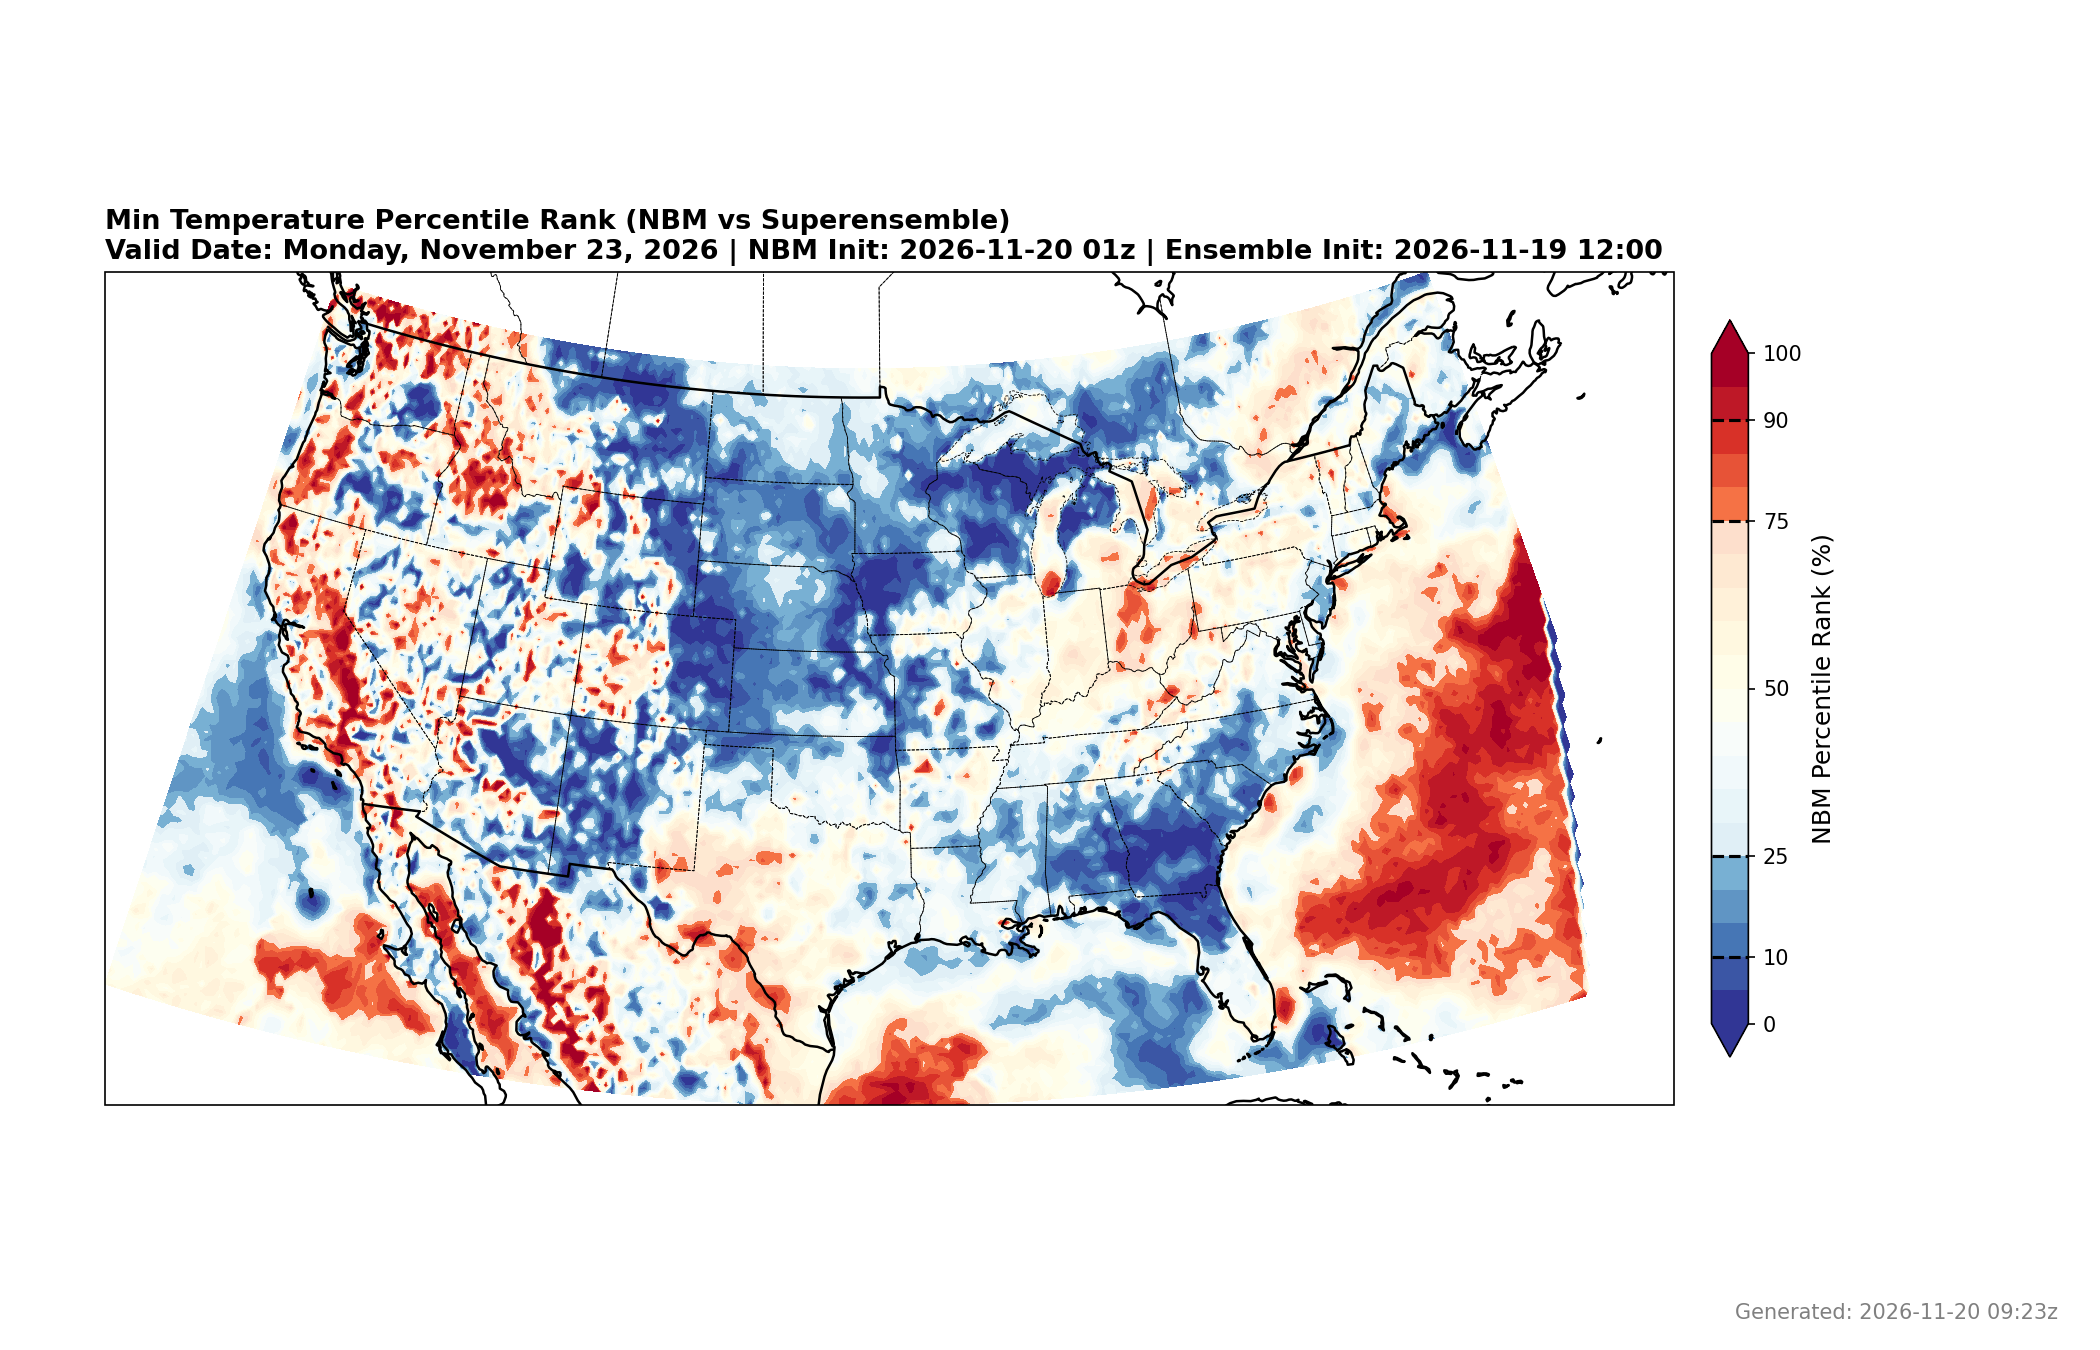 Min Temperature Percentile Rank (NBM vs Superensemble)
Valid Date: Monday, November 23, 2026 | NBM Init: 2026-11-20 01z | Ensemble Init: 2026-11-19 12:00
100
90
75
50
25
10
0
NBM Percentile Rank (%)
Generated: 2026-11-20 09:23z